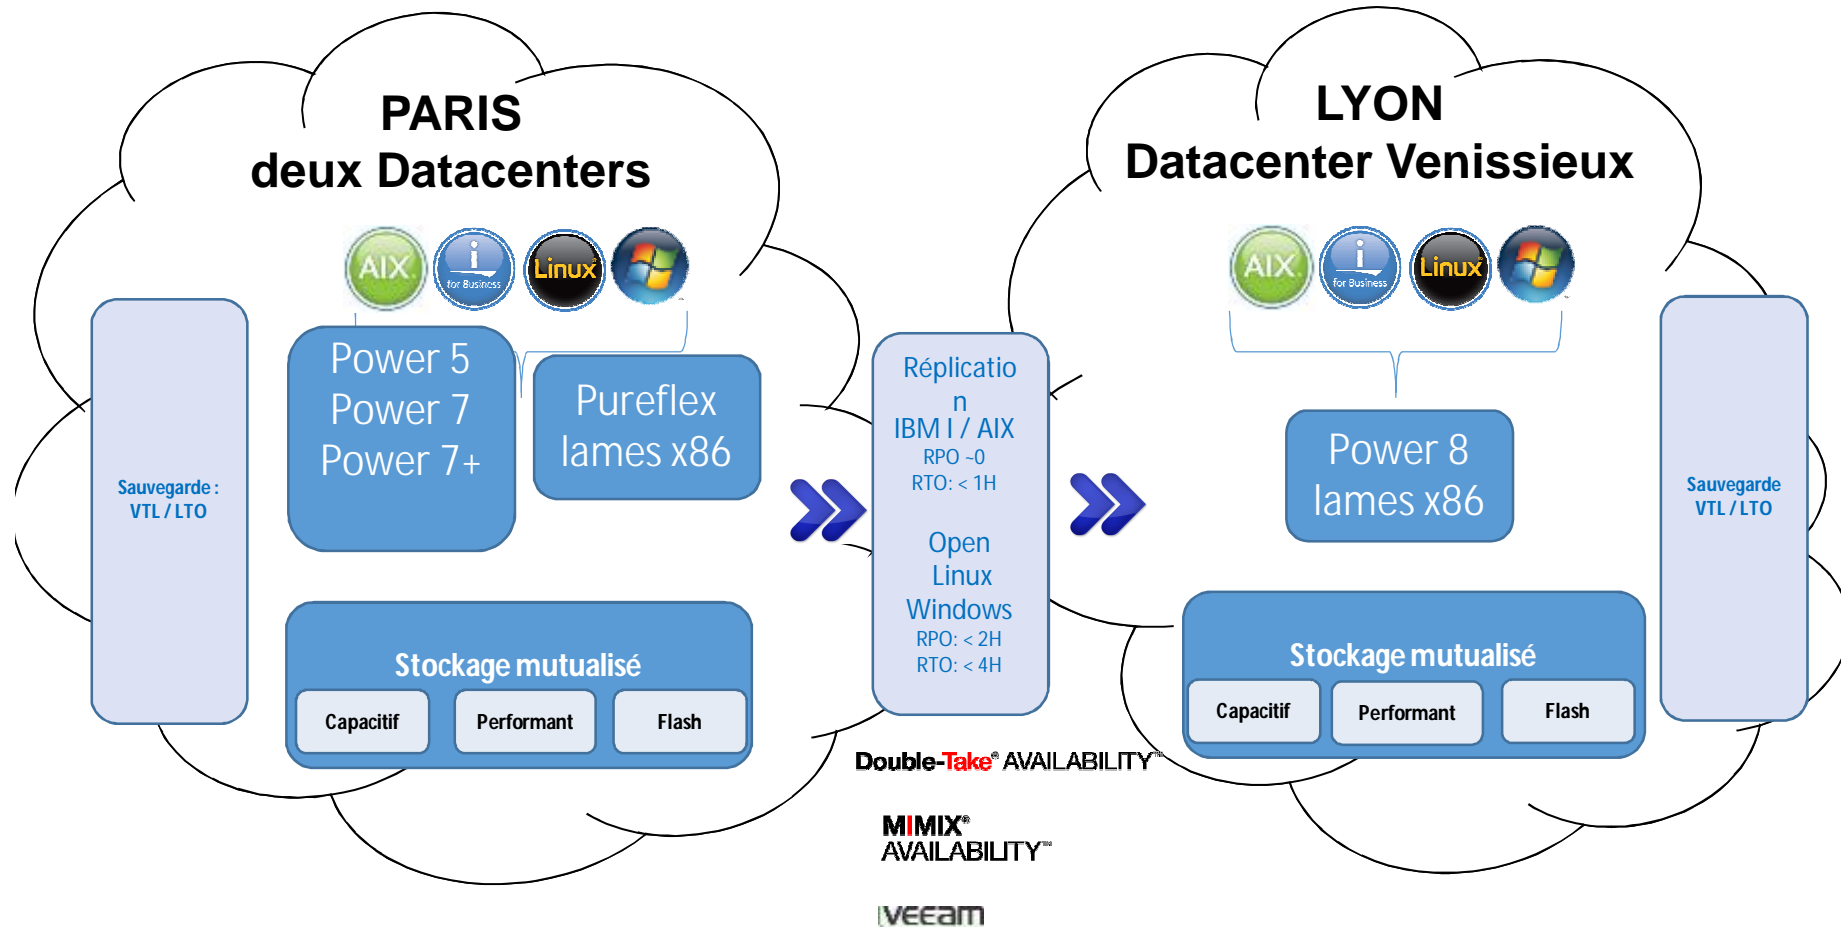 PARIS
deux Datacenters
AIX
i
for Business
Linux
Power 5
Power 7
Power 7+
Pureflex
lames x86
Sauvegarde :
VTL / LTO
Stockage mutualisé
Capacitif
Performant
Flash
Réplicatio
n
IBM I / AIX
RPO ~0
RTO: < 1H
Open
Linux
Windows
RPO: < 2H
RTO: < 4H
Double-Take® AVAILABILITY™
MIMIX®
AVAILABILITY™
veeam
LYON
Datacenter Venissieux
AIX
i
for Business
Linux
Power 8
lames x86
Sauvegarde
VTL / LTO
Stockage mutualisé
Capacitif
Performant
Flash